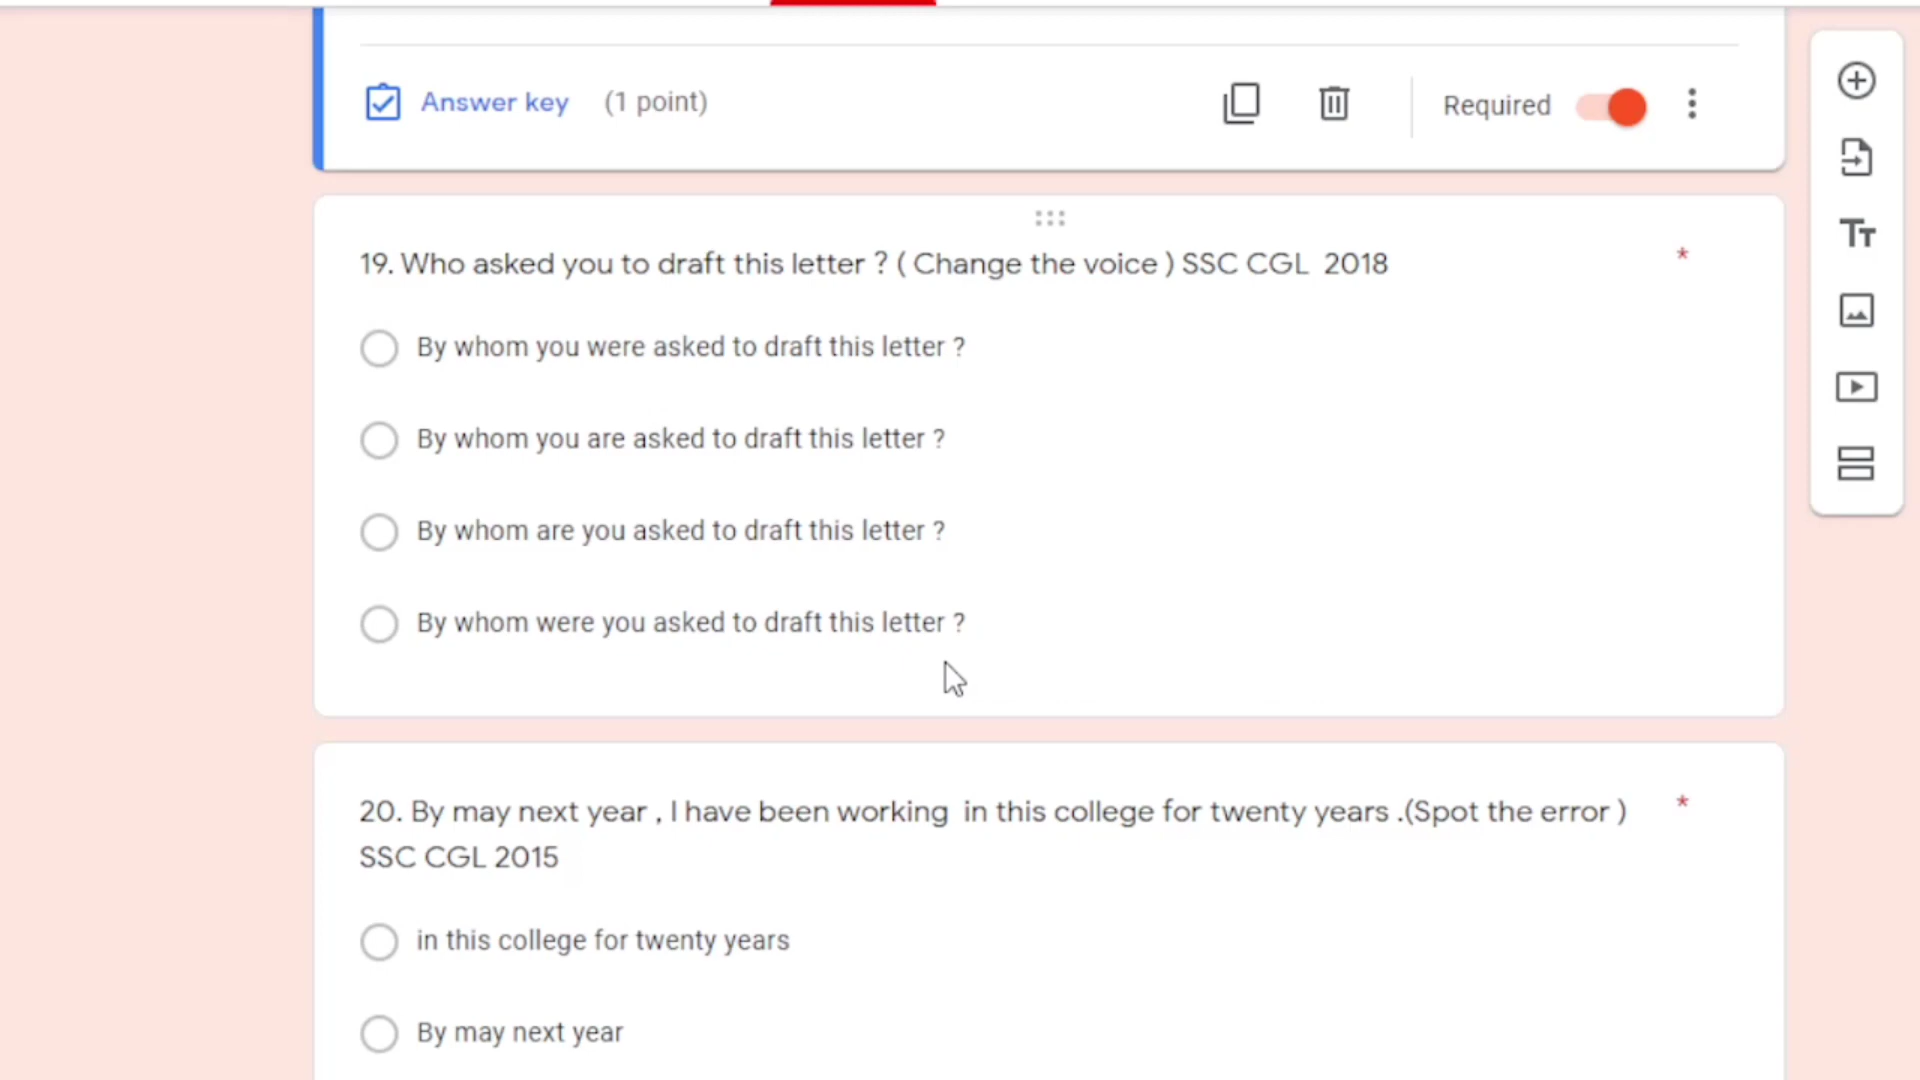 Answer key (1 point) Required
19. Who asked you to draft this letter ? ( Change the voice ) SSC CGL 2018 *
By whom you were asked to draft this letter ?
By whom you are asked to draft this letter ?
By whom are you asked to draft this letter ?
By whom were you asked to draft this letter ?
20. By may next year , I have been working in this college for twenty years .(Spot the error ) *
SSC CGL 2015
in this college for twenty years
By may next year